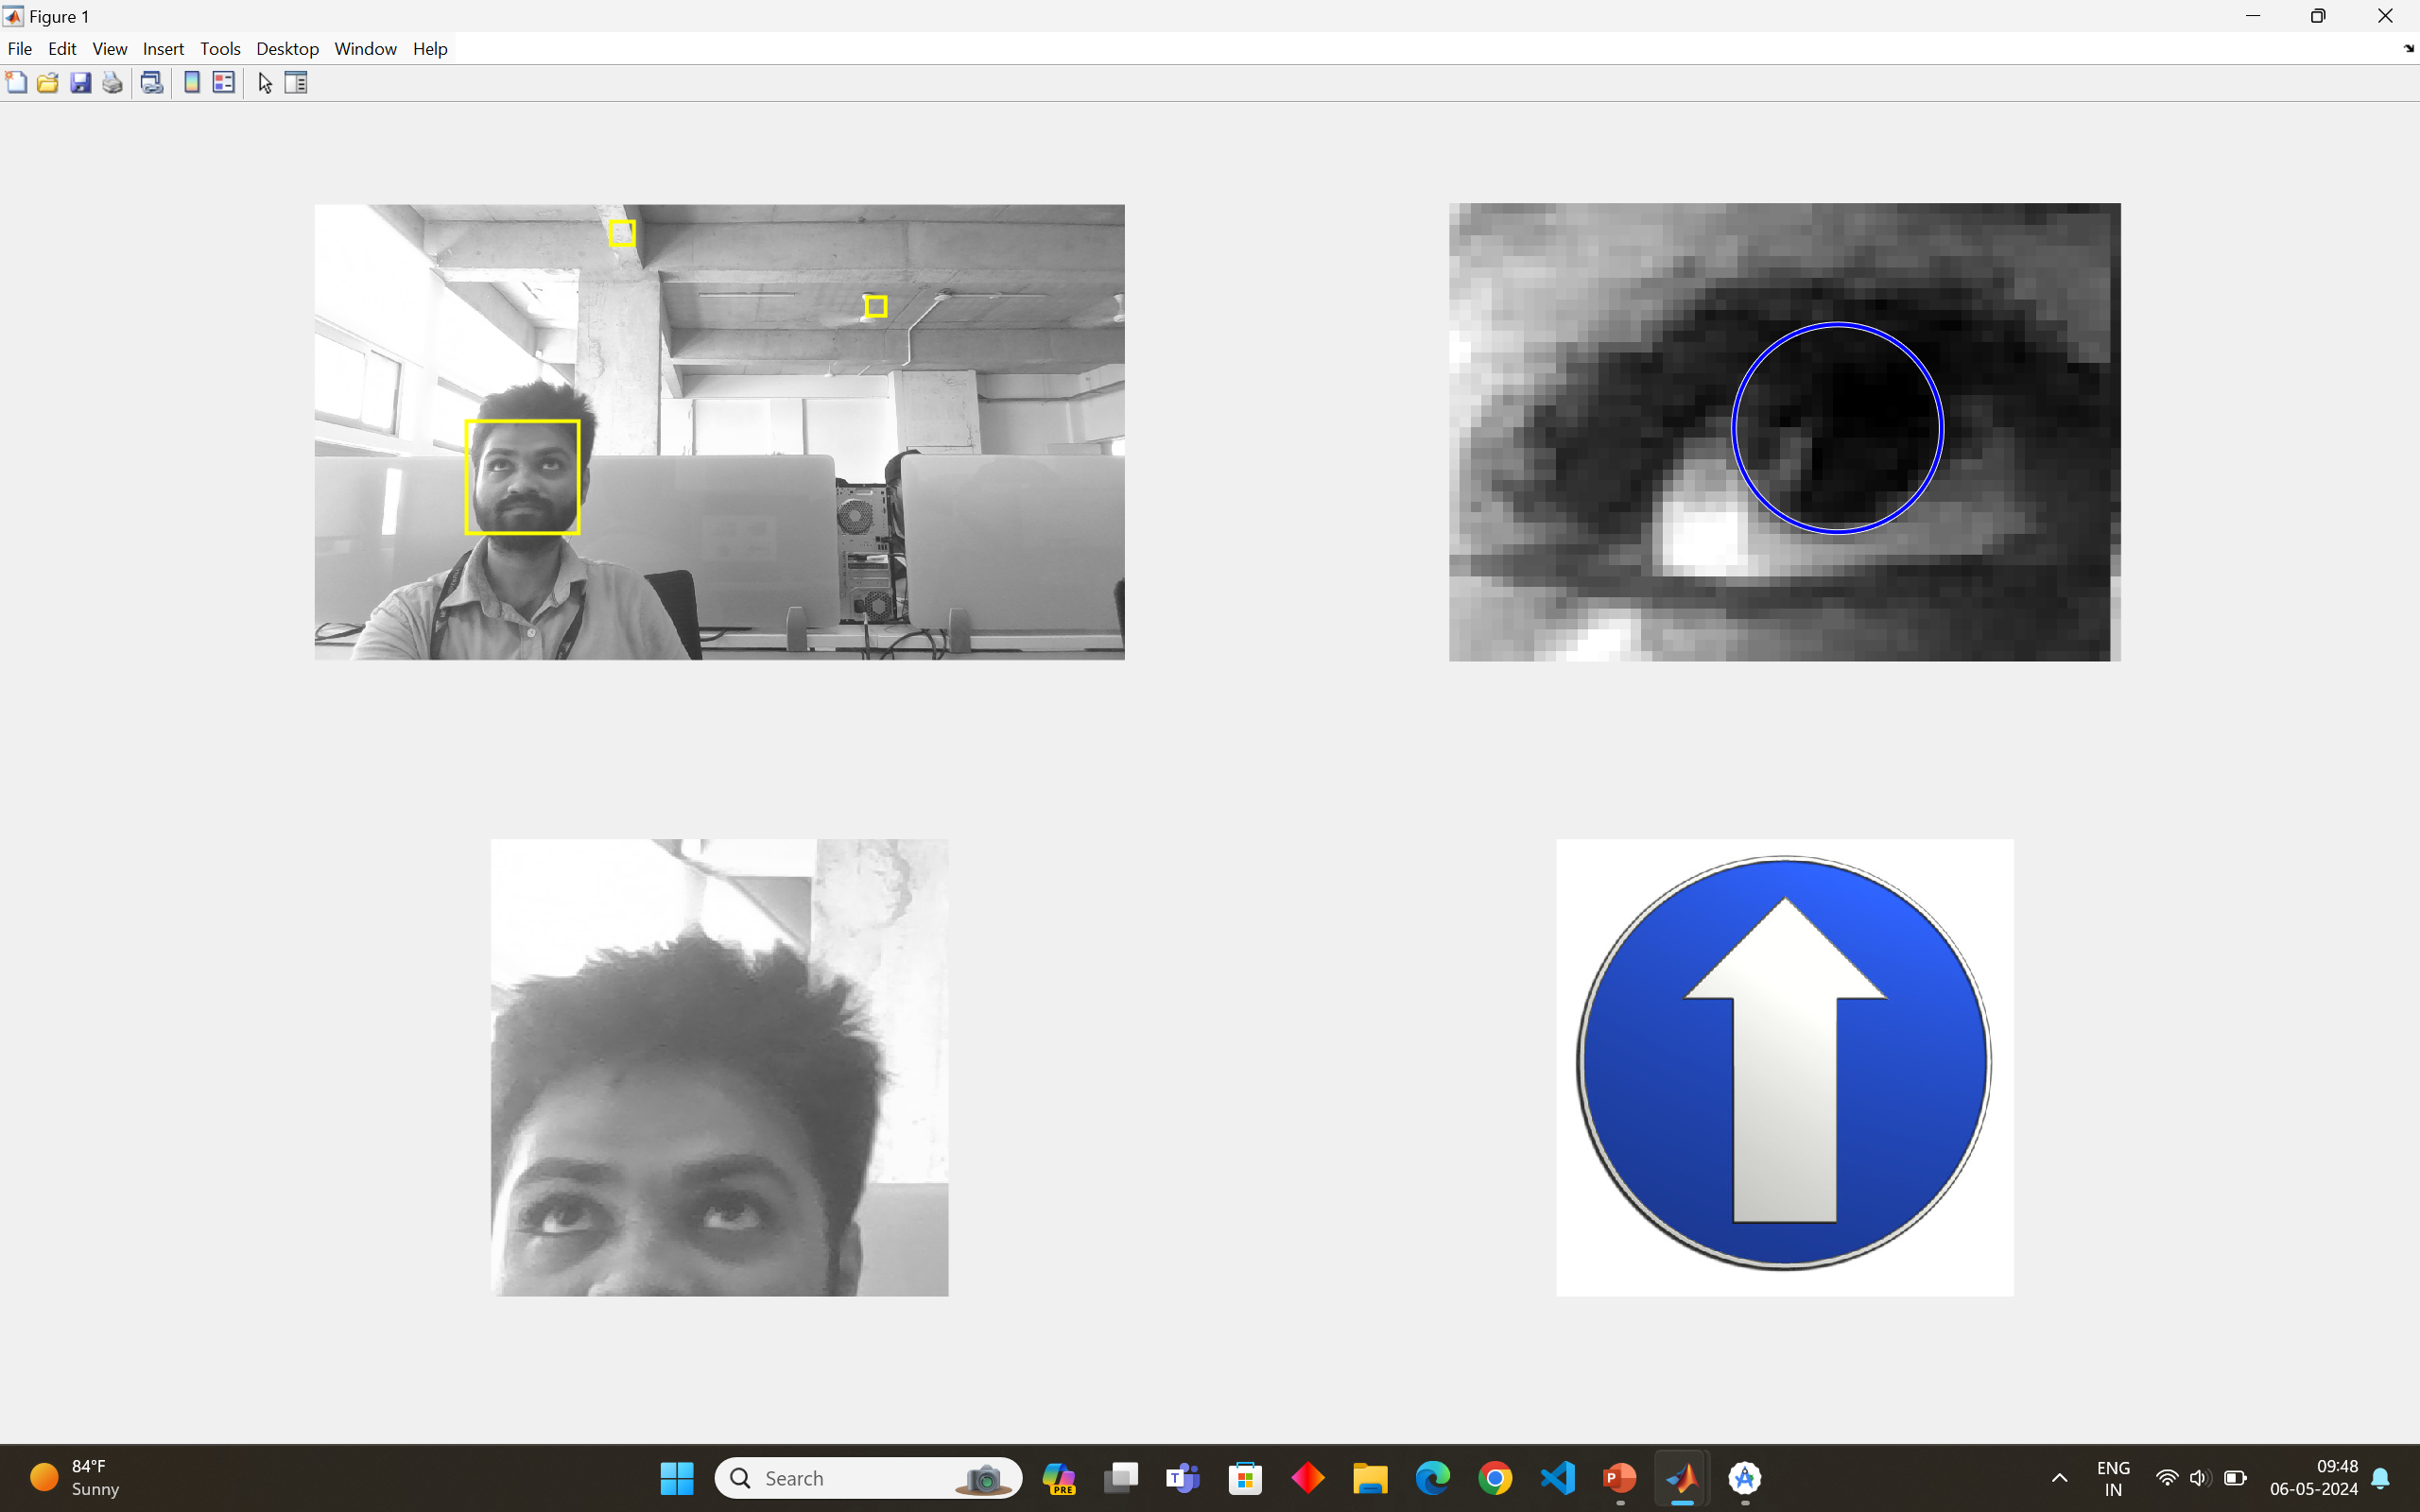 Figure 1
File Edit View Insert Tools Desktop Window Help
84°F
Sunny
Search
PRE
T
P
ENG
IN
09:48
06-05-2024